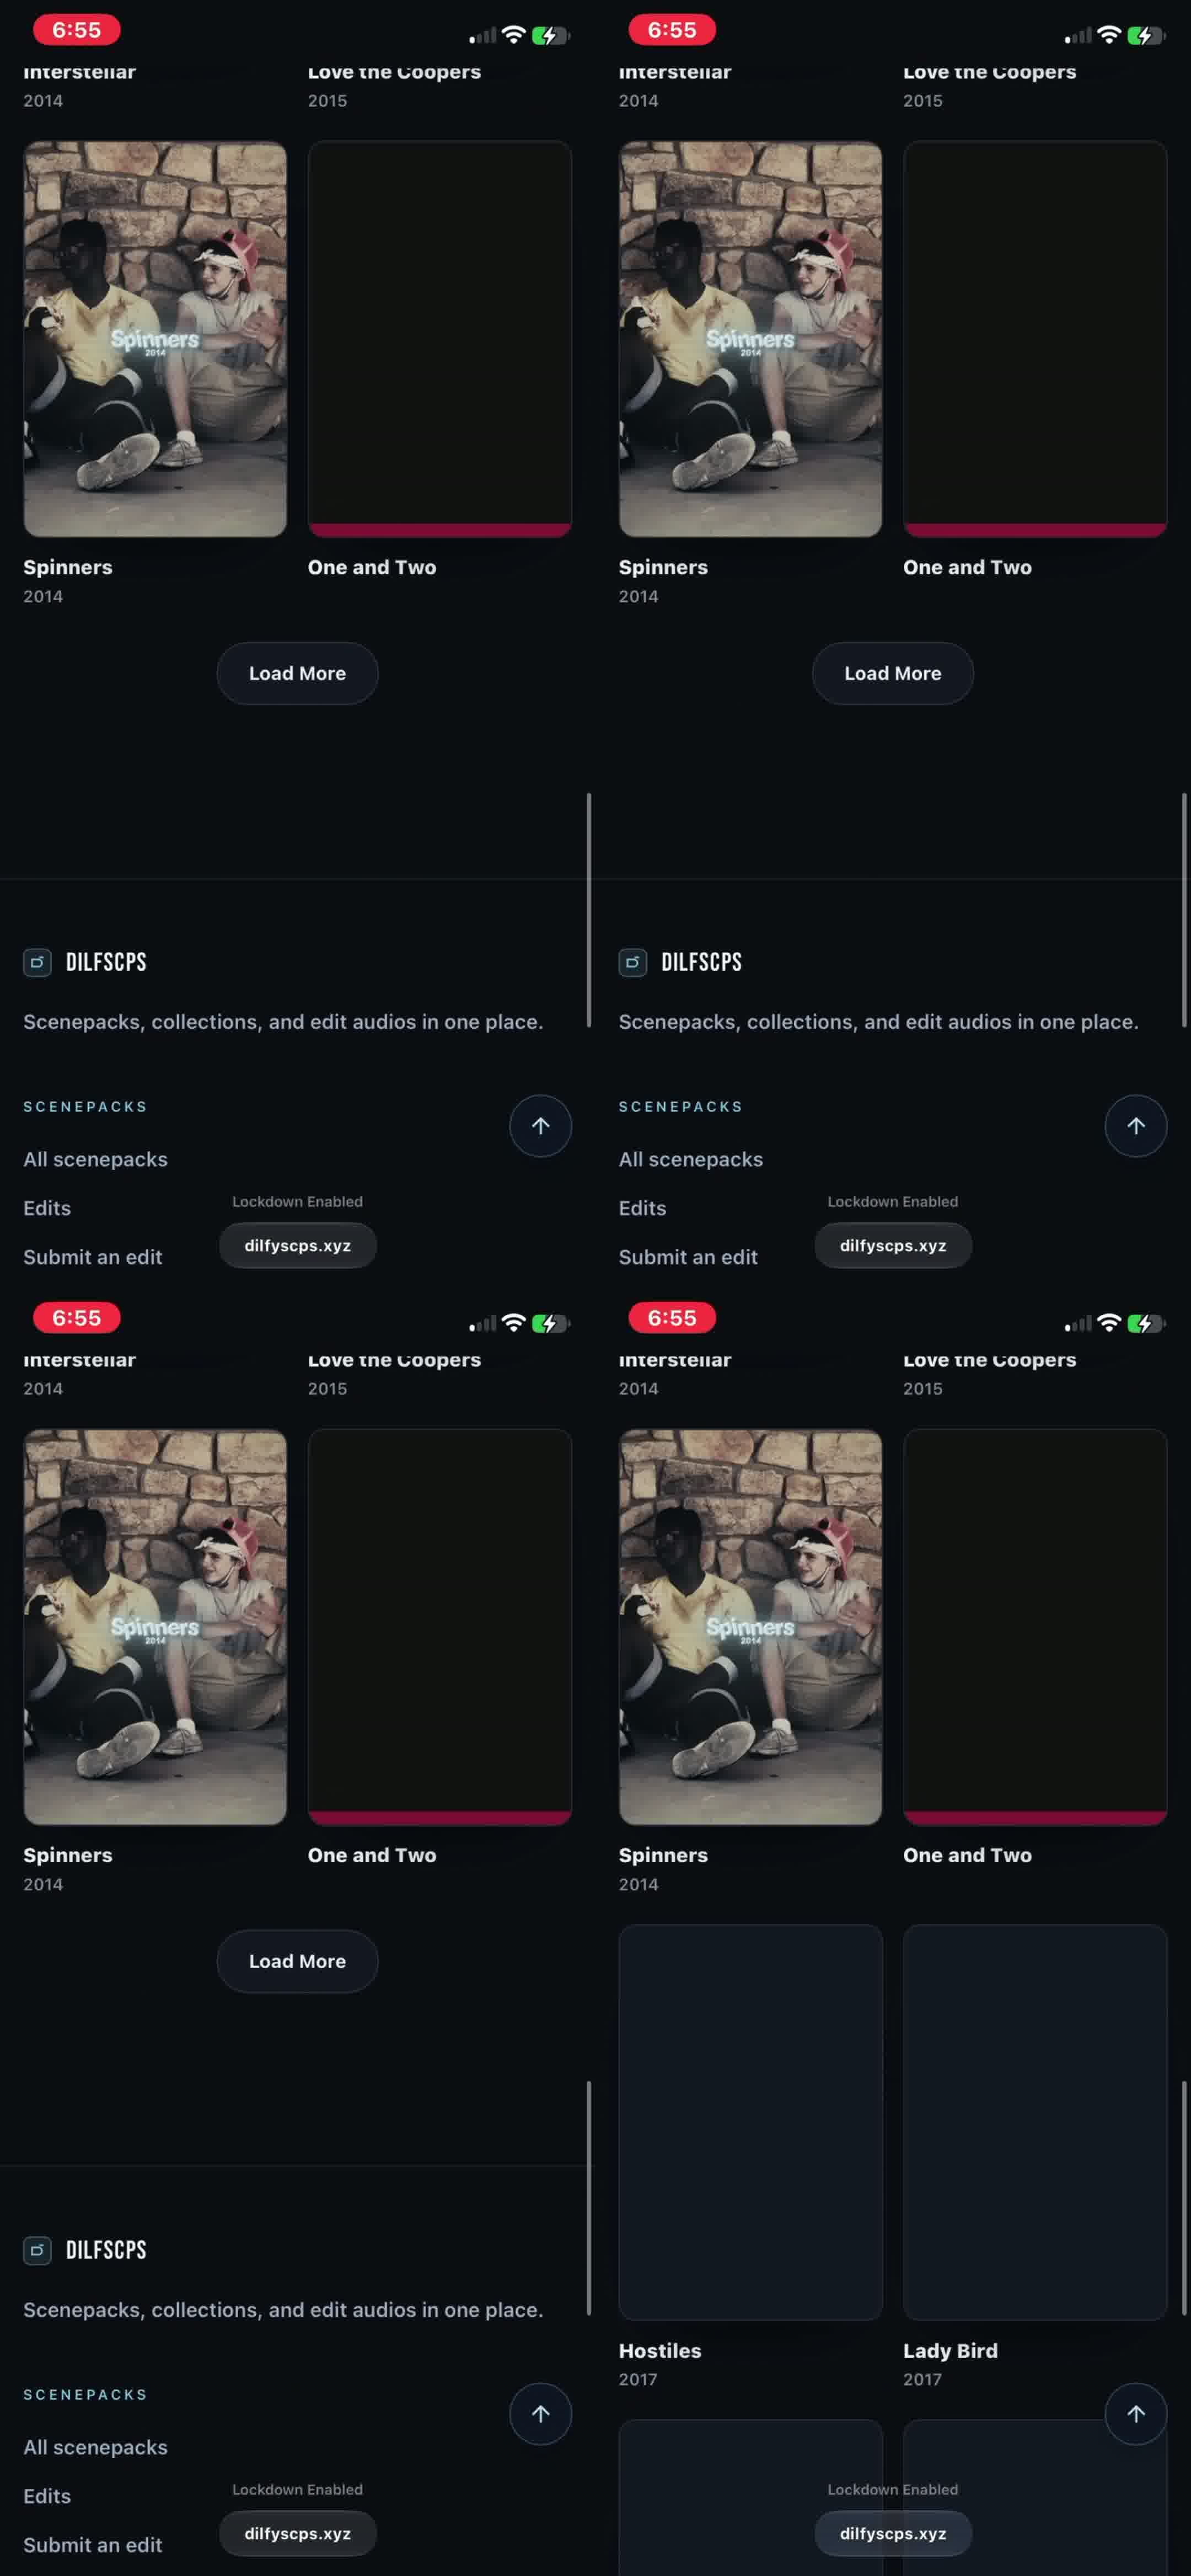 6:55
Interstellar
Love the Coopers
2014
2015
Spinners
2014
Spinners
One and Two
2014
Load More
DILFSCPS
Scenepacks, collections, and edit audios in one place.
SCENEPACKS
All scenepacks
Edits
Lockdown Enabled
Submit an edit
dilfyscps.xyz
6:55
Interstellar
Love the Coopers
2014
2015
Spinners
2014
Spinners
One and Two
2014
Load More
DILFSCPS
Scenepacks, collections, and edit audios in one place.
SCENEPACKS
All scenepacks
Edits
Lockdown Enabled
Submit an edit
dilfyscps.xyz
6:55
Interstellar
Love the Coopers
2014
2015
Spinners
2014
Spinners
One and Two
2014
Load More
DILFSCPS
Scenepacks, collections, and edit audios in one place.
SCENEPACKS
All scenepacks
Edits
Lockdown Enabled
Submit an edit
dilfyscps.xyz
6:55
Interstellar
Love the Coopers
2014
2015
Spinners
2014
Spinners
One and Two
2014
Hostiles
Lady Bird
2017
2017
Lockdown Enabled
dilfyscps.xyz